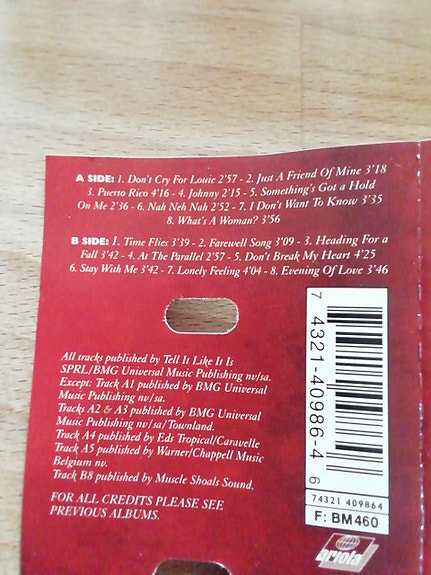 A SIDE: 1. Don't Cry For Louie 2'57 - 2. Just A Friend Of Mine 3'18
3. Puerto Rico 4'16 - 4. Johnny 2'15 - 5. Something's Got a Hold
On Me 2'36 - 6. Nah Neh Nah 2'52 - 7. I Don't Want To Know 3'35
8. What's A Woman? 3'56
B SIDE: 1. Time Flies 3'39 - 2. Farewell Song 3'09 - 3. Heading For a
Fall 3'42 - 4. At The Parallel 2'57 - 5. Don't Break My Heart 4'25
6. Stay With Me 3'42 - 7. Lonely Feeling 4'04 - 8. Evening Of Love 3'46
All tracks published by Tell It Like It Is
SPRL/BMG Universal Music Publishing nv/sa.
Except: Track A1 published by BMG Universal
Music Publishing nv/sa.
Tracks A2 & A3 published by BMG Universal
Music Publishing nv/sa/Townland.
Track A4 published by Eds Tropical/Caravelle
Track A5 published by Warner/Chappell Music
Belgium nv.
Track B8 published by Muscle Shoals Sound.
FOR ALL CREDITS PLEASE SEE
PREVIOUS ALBUMS.
7 4321-40986-4 6
74321 409864
F: BM460
ariola